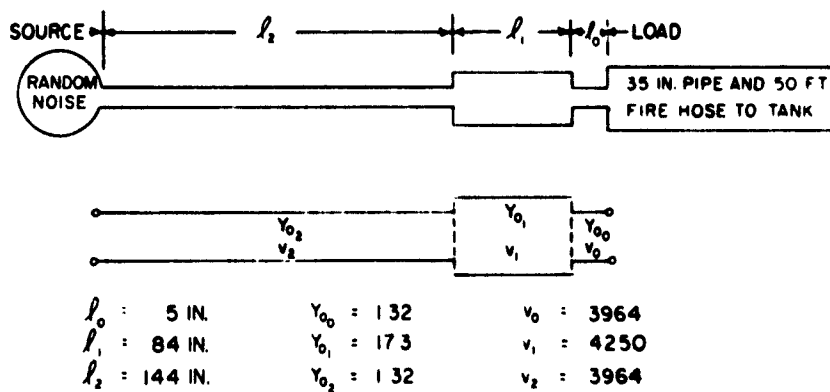 SOURCE ℓ₂ ℓ₁ ℓ₀ LOAD
RANDOM
NOISE
35 IN. PIPE AND 50 FT
FIRE HOSE TO TANK
Y₀₂ Y₀₁ Y₀₀
v₂ v₁ v₀
ℓ₀ = 5 IN. Y₀₀ = 1 32 v₀ = 3964
ℓ₁ = 84 IN. Y₀₁ = 17 3 v₁ = 4250
ℓ₂ = 144 IN. Y₀₂ = 1 32 v₂ = 3964